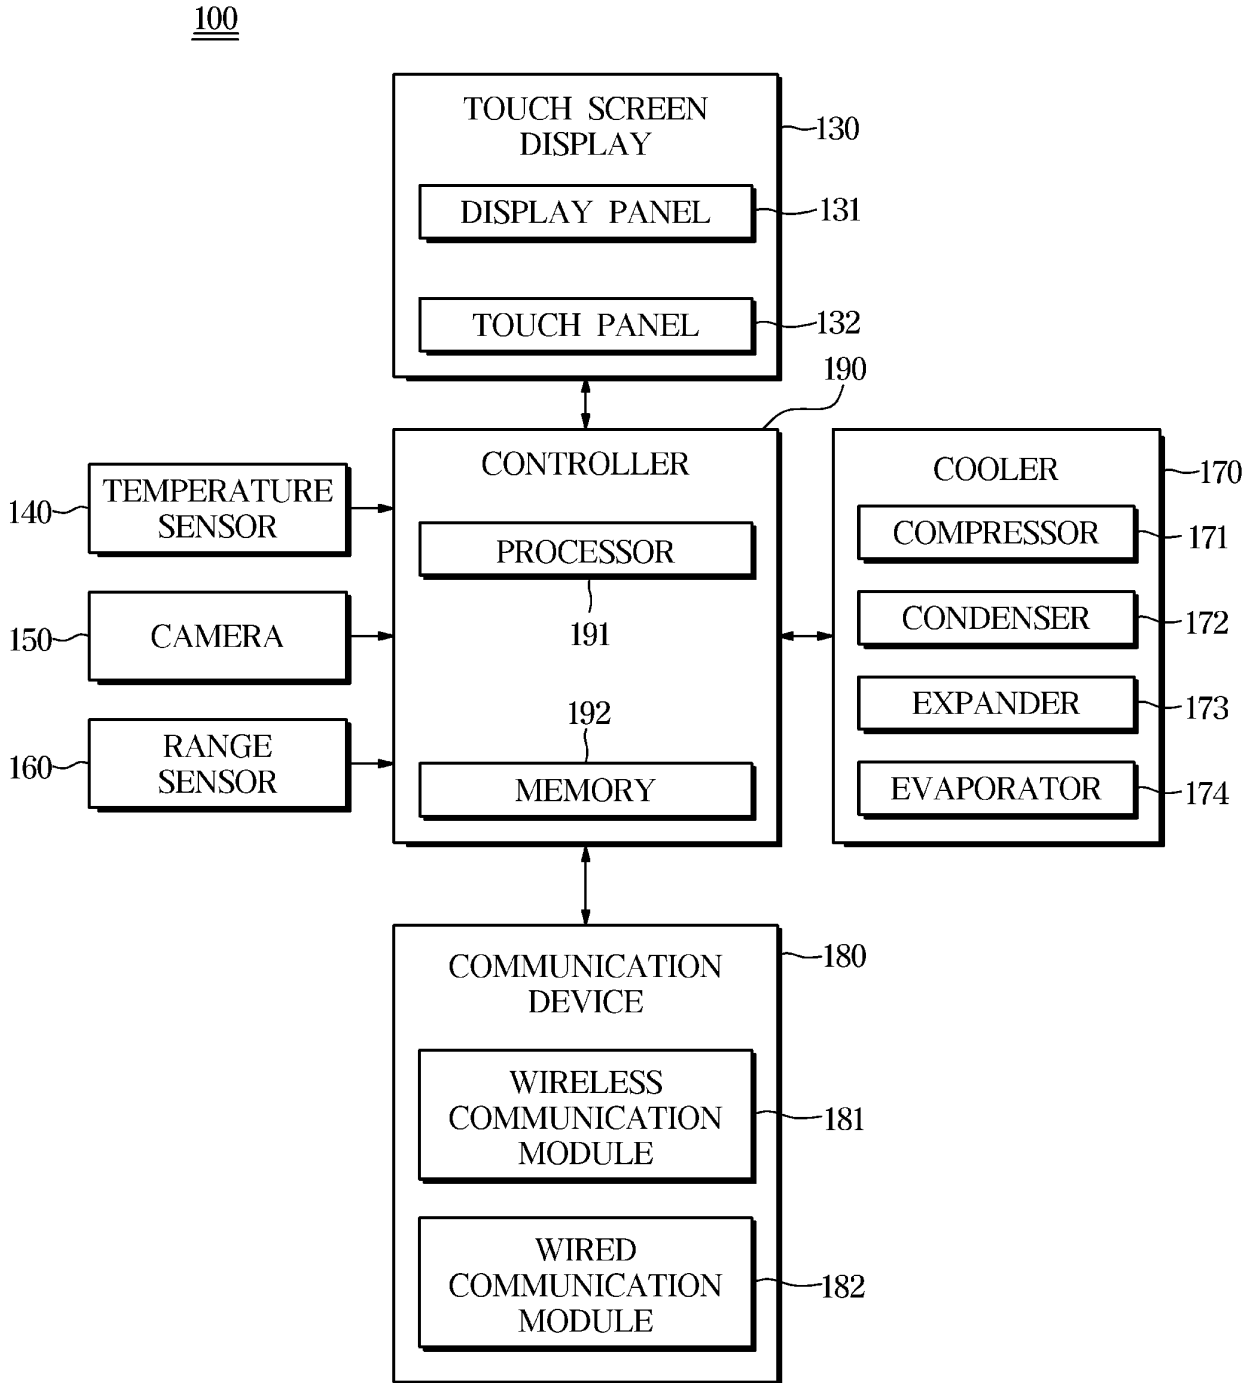 100
TOUCH SCREEN
DISPLAY
130
DISPLAY PANEL
131
TOUCH PANEL
132
190
CONTROLLER
PROCESSOR
191
192
MEMORY
140
TEMPERATURE
SENSOR
150
CAMERA
160
RANGE
SENSOR
COOLER
170
COMPRESSOR
171
CONDENSER
172
EXPANDER
173
EVAPORATOR
174
COMMUNICATION
DEVICE
180
WIRELESS
COMMUNICATION
MODULE
181
WIRED
COMMUNICATION
MODULE
182